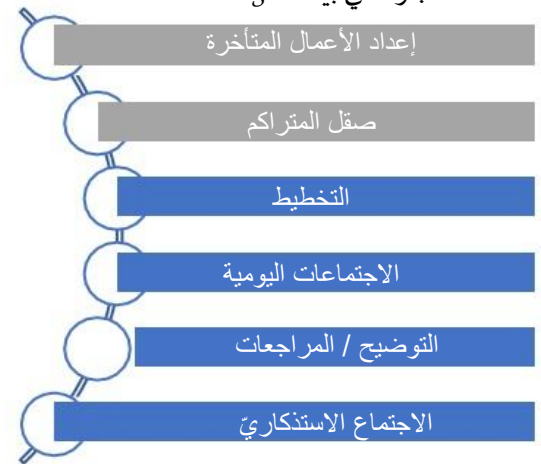 إعداد الأعمال المتأخرة
صقل المتراكم
التخطيط
الاجتماعات اليومية
التوضيح / المراجعات
الاجتماع الاستذكاريّ